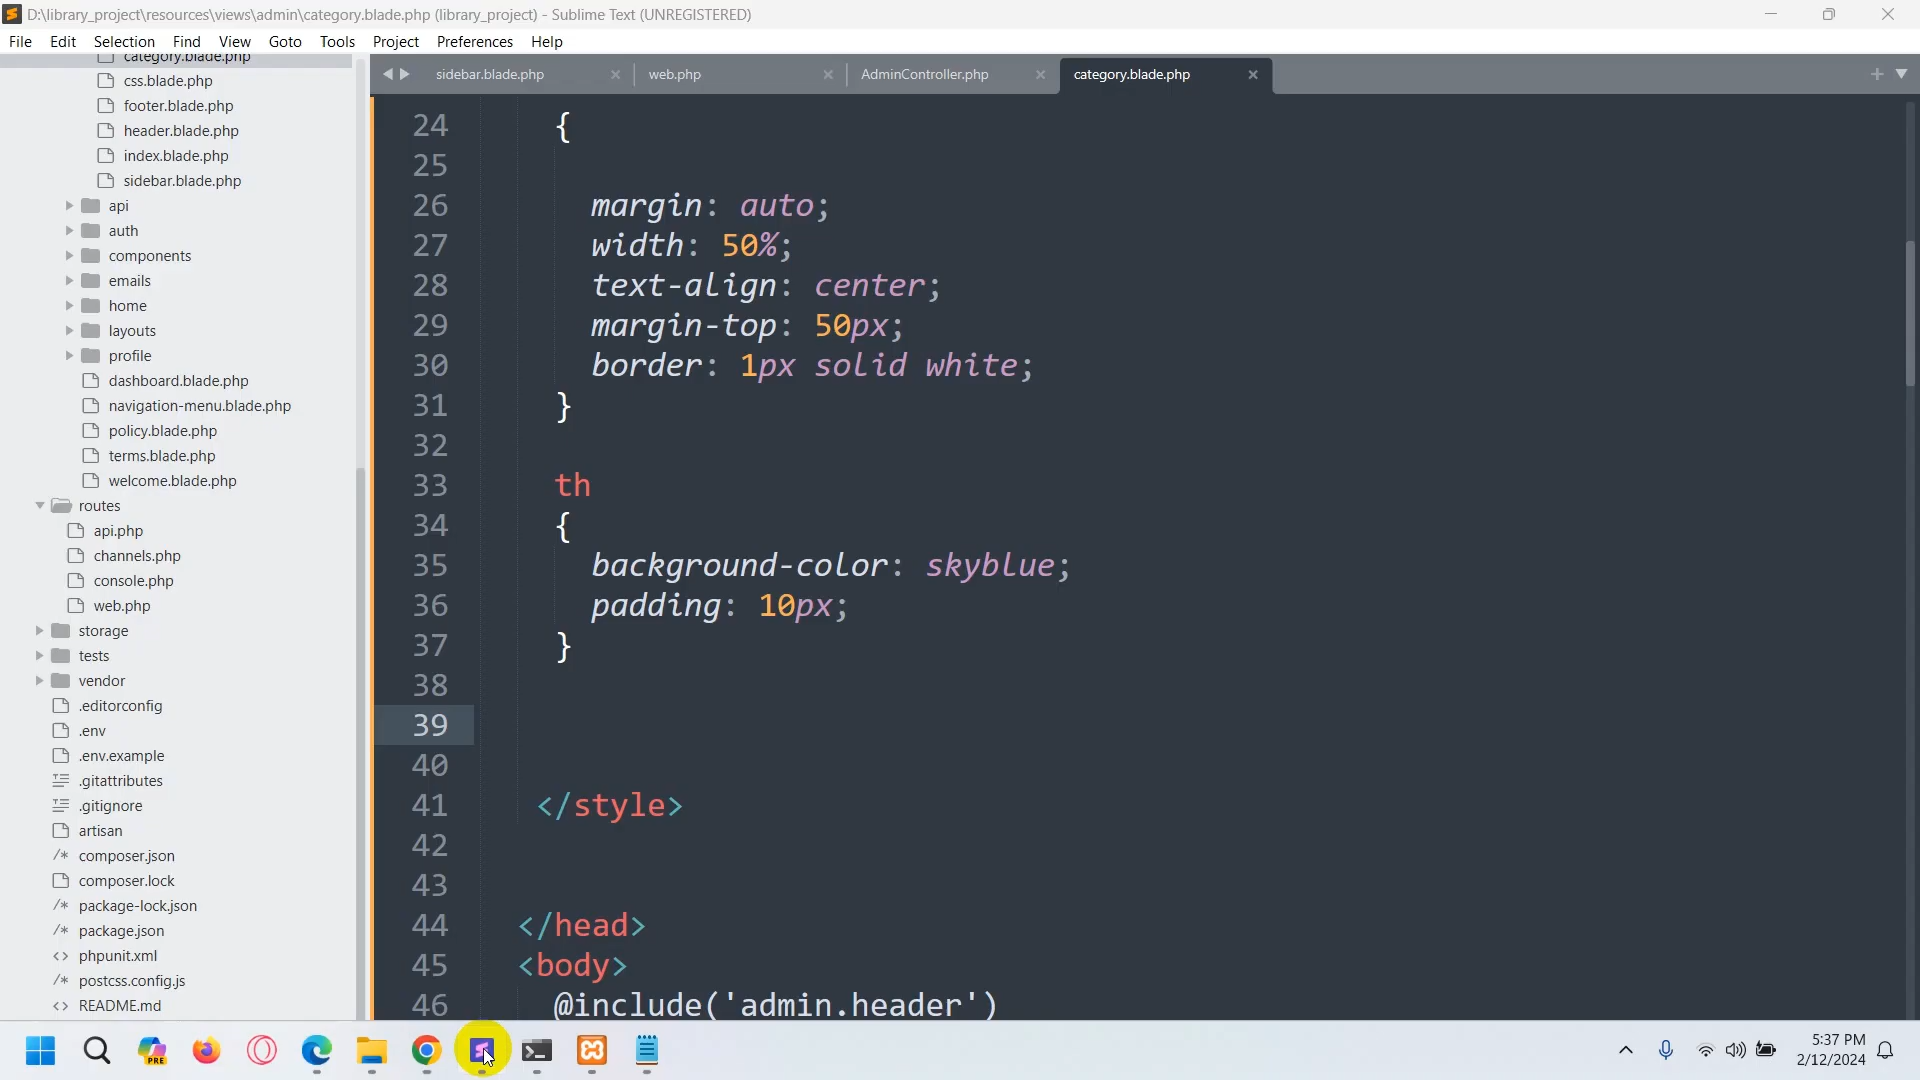 D:\library_project\resources\views\admin\category.blade.php (library_project) - Sublime Text (UNREGISTERED)
File Edit Selection Find View Goto Tools Project Preferences Help
category.blade.php
css.blade.php
footer.blade.php
header.blade.php
index.blade.php
sidebar.blade.php
api
auth
components
emails
home
layouts
profile
dashboard.blade.php
navigation-menu.blade.php
policy.blade.php
terms.blade.php
welcome.blade.php
routes
api.php
channels.php
console.php
web.php
storage
tests
vendor
.editorconfig
.env
.env.example
.gitattributes
.gitignore
artisan
/* composer.json
composer.lock
/* package-lock.json
/* package.json
<> phpunit.xml
/* postcss.config.js
<> README.md
sidebar.blade.php × web.php × AdminController.php × category.blade.php ×
24 {
25
26 margin: auto;
27 width: 50%;
28 text-align: center;
29 margin-top: 50px;
30 border: 1px solid white;
31 }
32
33 th
34 {
35 background-color: skyblue;
36 padding: 10px;
37 }
38
39
40
41 </style>
42
43
44 </head>
45 <body>
46 @include('admin.header')
PRE
5:37 PM
2/12/2024